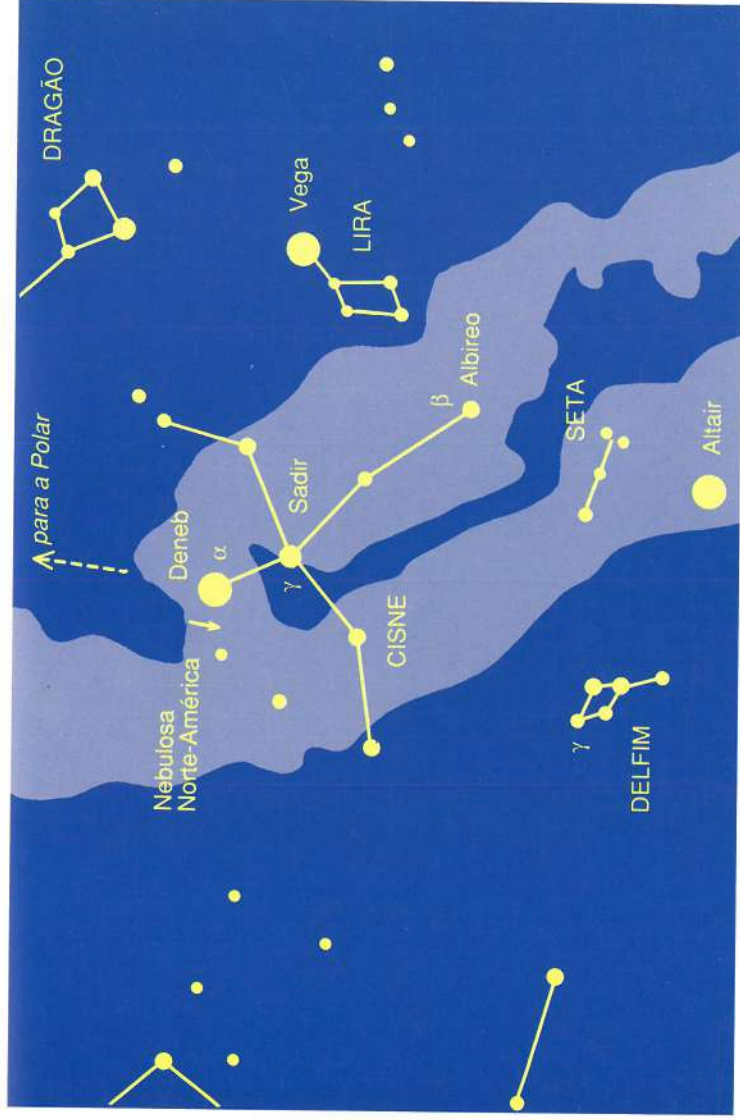 para a Polar
DRAGÃO
Deneb
α
Nebulosa
Norte-América
Vega
LIRA
Sadir
γ
CISNE
β
Albireo
SETA
γ
DELFIM
Altair